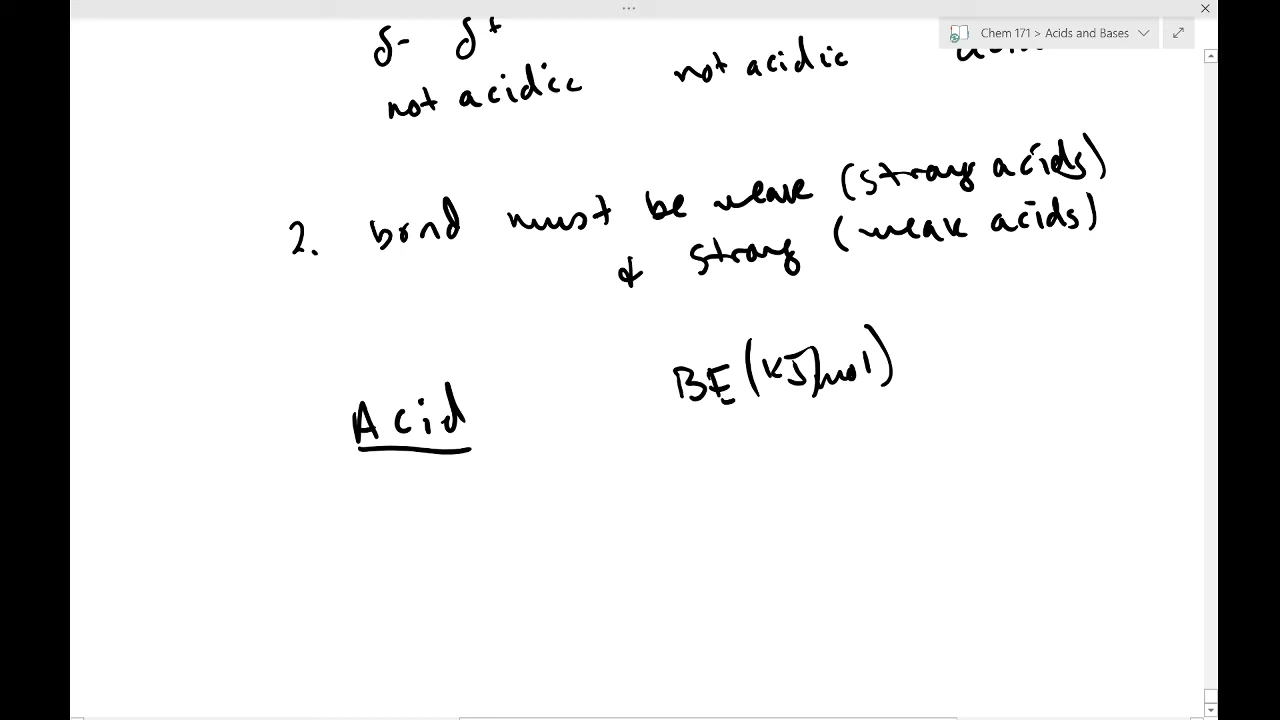 Chem 171 > Acids and Bases
δ- δ+
not acidic not acidic
2. bond must be weak (strong acids)
& strong (weak acids)
Acid BE (kJ/mol)